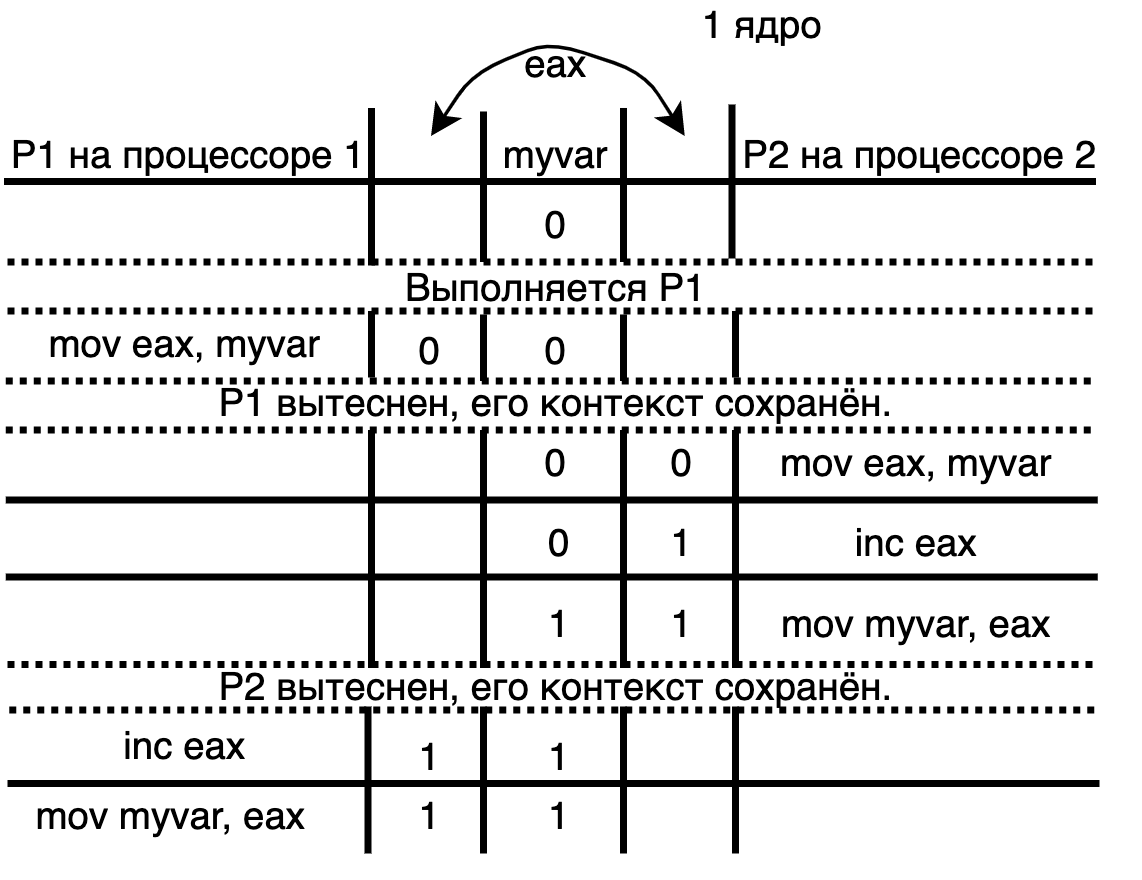 1 ядро
eax
P1 на процессоре 1 myvar P2 на процессоре 2
0
Выполняется P1
mov eax, myvar 0 0
P1 вытеснен, его контекст сохранён.
0 0 mov eax, myvar
0 1 inc eax
1 1 mov myvar, eax
P2 вытеснен, его контекст сохранён.
inc eax 1 1
mov myvar, eax 1 1